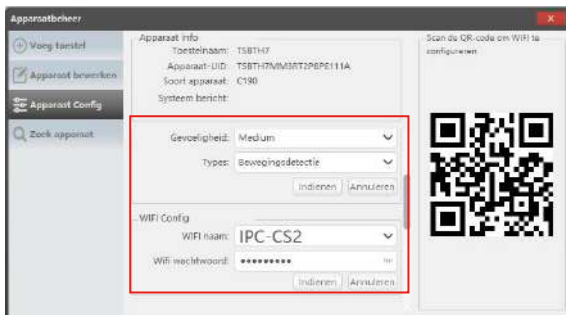 Apparaatbeheer
Voeg toestel
Apparaat bewerken
Apparaat Config
Zoek apparaat
Apparaat info
Toestelnaam: TSBTH7
Apparaat-UID: TSBTH7MM3RT2P8PE111A
Soort apparaat: C190
Systeem bericht:
Gevoeligheid: Medium
Types: Bewegingsdetectie
Indienen Annuleren
WIFI Config
WIFI naam: IPC-CS2
Wifi wachtwoord: •••••••••
Indienen Annuleren
Scan de QR-code om WIFI te
configureren